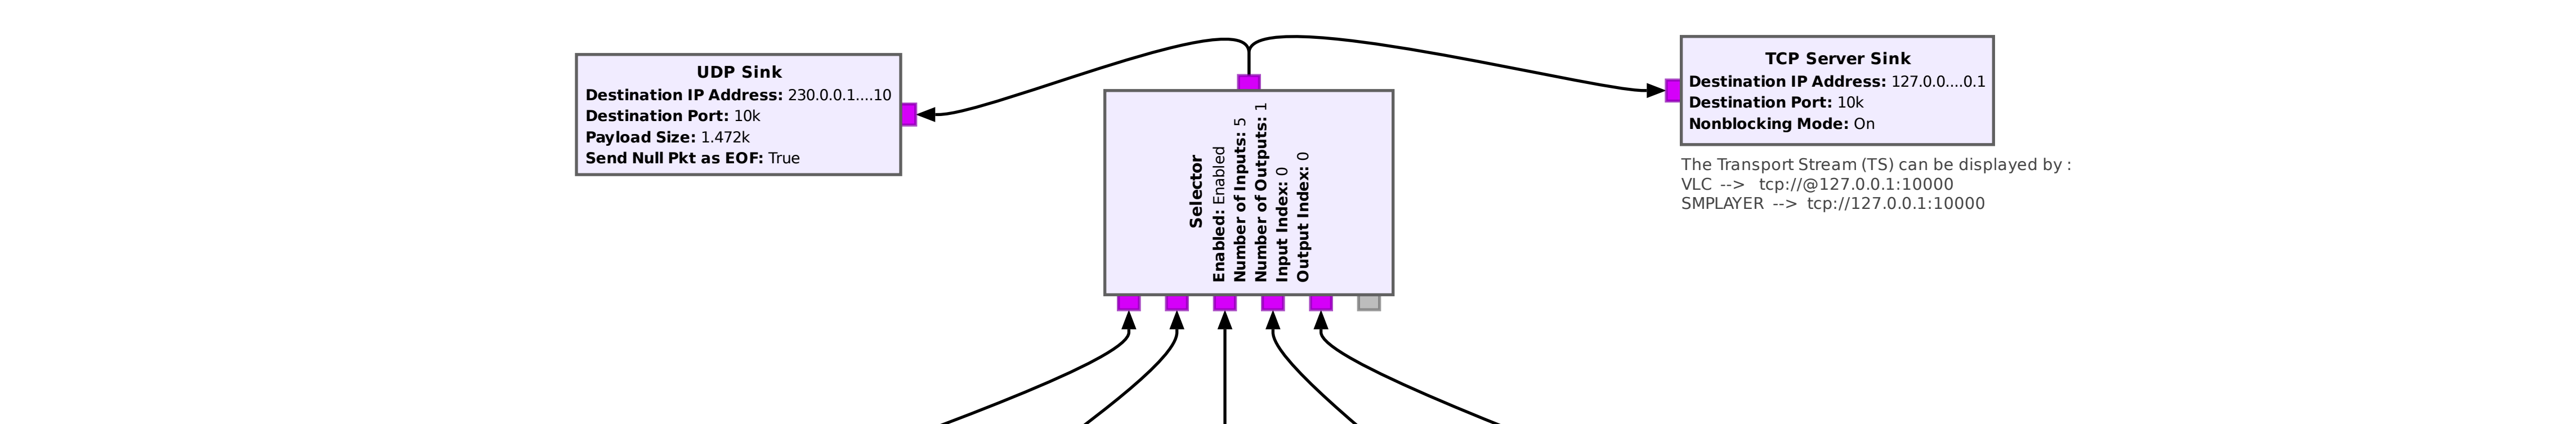 UDP Sink
Destination IP Address: 230.0.0.1....10
Destination Port: 10k
Payload Size: 1.472k
Send Null Pkt as EOF: True
Selector
Enabled: Enabled
Number of Inputs: 5
Number of Outputs: 1
Input Index: 0
Output Index: 0
TCP Server Sink
Destination IP Address: 127.0.0....0.1
Destination Port: 10k
Nonblocking Mode: On
The Transport Stream (TS) can be displayed by :
VLC --> tcp://@127.0.0.1:10000
SMPLAYER --> tcp://127.0.0.1:10000